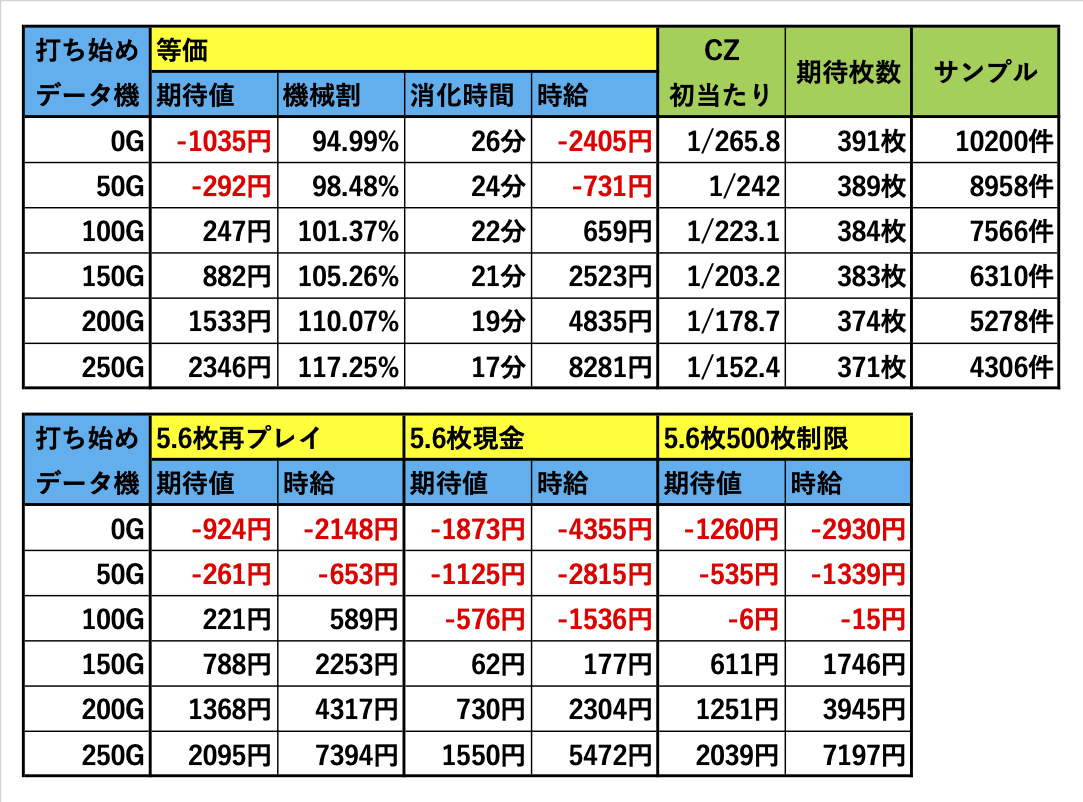 打ち始め 等価 CZ 期待枚数 サンプル
データ機 期待値 機械割 消化時間 時給 初当たり
0G -1035円 94.99% 26分 -2405円 1/265.8 391枚 10200件
50G -292円 98.48% 24分 -731円 1/242 389枚 8958件
100G 247円 101.37% 22分 659円 1/223.1 384枚 7566件
150G 882円 105.26% 21分 2523円 1/203.2 383枚 6310件
200G 1533円 110.07% 19分 4835円 1/178.7 374枚 5278件
250G 2346円 117.25% 17分 8281円 1/152.4 371枚 4306件
打ち始め 5.6枚再プレイ 5.6枚現金 5.6枚500枚制限
データ機 期待値 時給 期待値 時給 期待値 時給
0G -924円 -2148円 -1873円 -4355円 -1260円 -2930円
50G -261円 -653円 -1125円 -2815円 -535円 -1339円
100G 221円 589円 -576円 -1536円 -6円 -15円
150G 788円 2253円 62円 177円 611円 1746円
200G 1368円 4317円 730円 2304円 1251円 3945円
250G 2095円 7394円 1550円 5472円 2039円 7197円